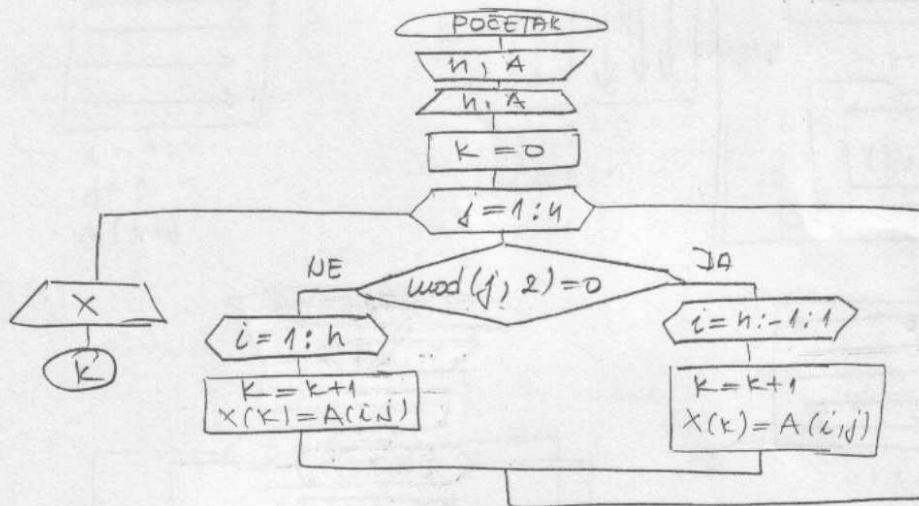 POČETAK
n, A
n, A
k = 0
j = 1 : n
NE
mod(j, 2) = 0
DA
X
i = 1 : n
i = n : -1 : 1
K
k = k+1
X(k) = A(i,j)
k = k+1
X(k) = A(i,j)